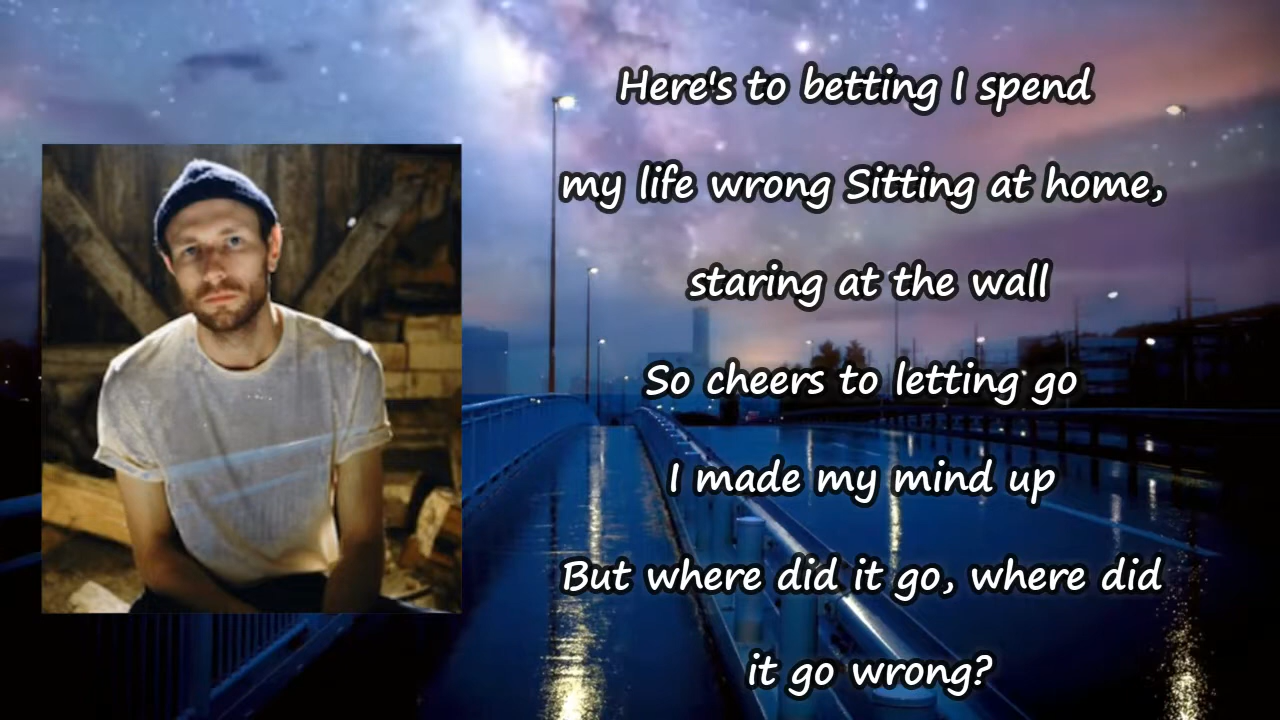 Here's to betting I spend
my life wrong Sitting at home,
staring at the wall
So cheers to letting go
I made my mind up
But where did it go, where did
it go wrong?